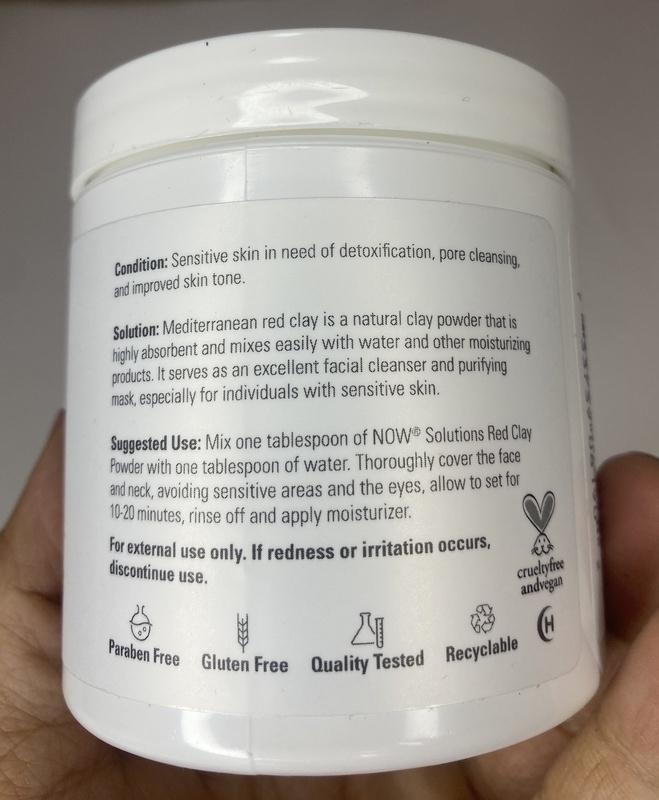 Condition: Sensitive skin in need of detoxification, pore cleansing,
and improved skin tone.
Solution: Mediterranean red clay is a natural clay powder that is
highly absorbent and mixes easily with water and other moisturizing
products. It serves as an excellent facial cleanser and purifying
mask, especially for individuals with sensitive skin.
Suggested Use: Mix one tablespoon of NOW® Solutions Red Clay
Powder with one tablespoon of water. Thoroughly cover the face
and neck, avoiding sensitive areas and the eyes, allow to set for
10-20 minutes, rinse off and apply moisturizer.
For external use only. If redness or irritation occurs,
discontinue use.
crueltyfree
andvegan
Paraben Free
Gluten Free
Quality Tested
Recyclable
H